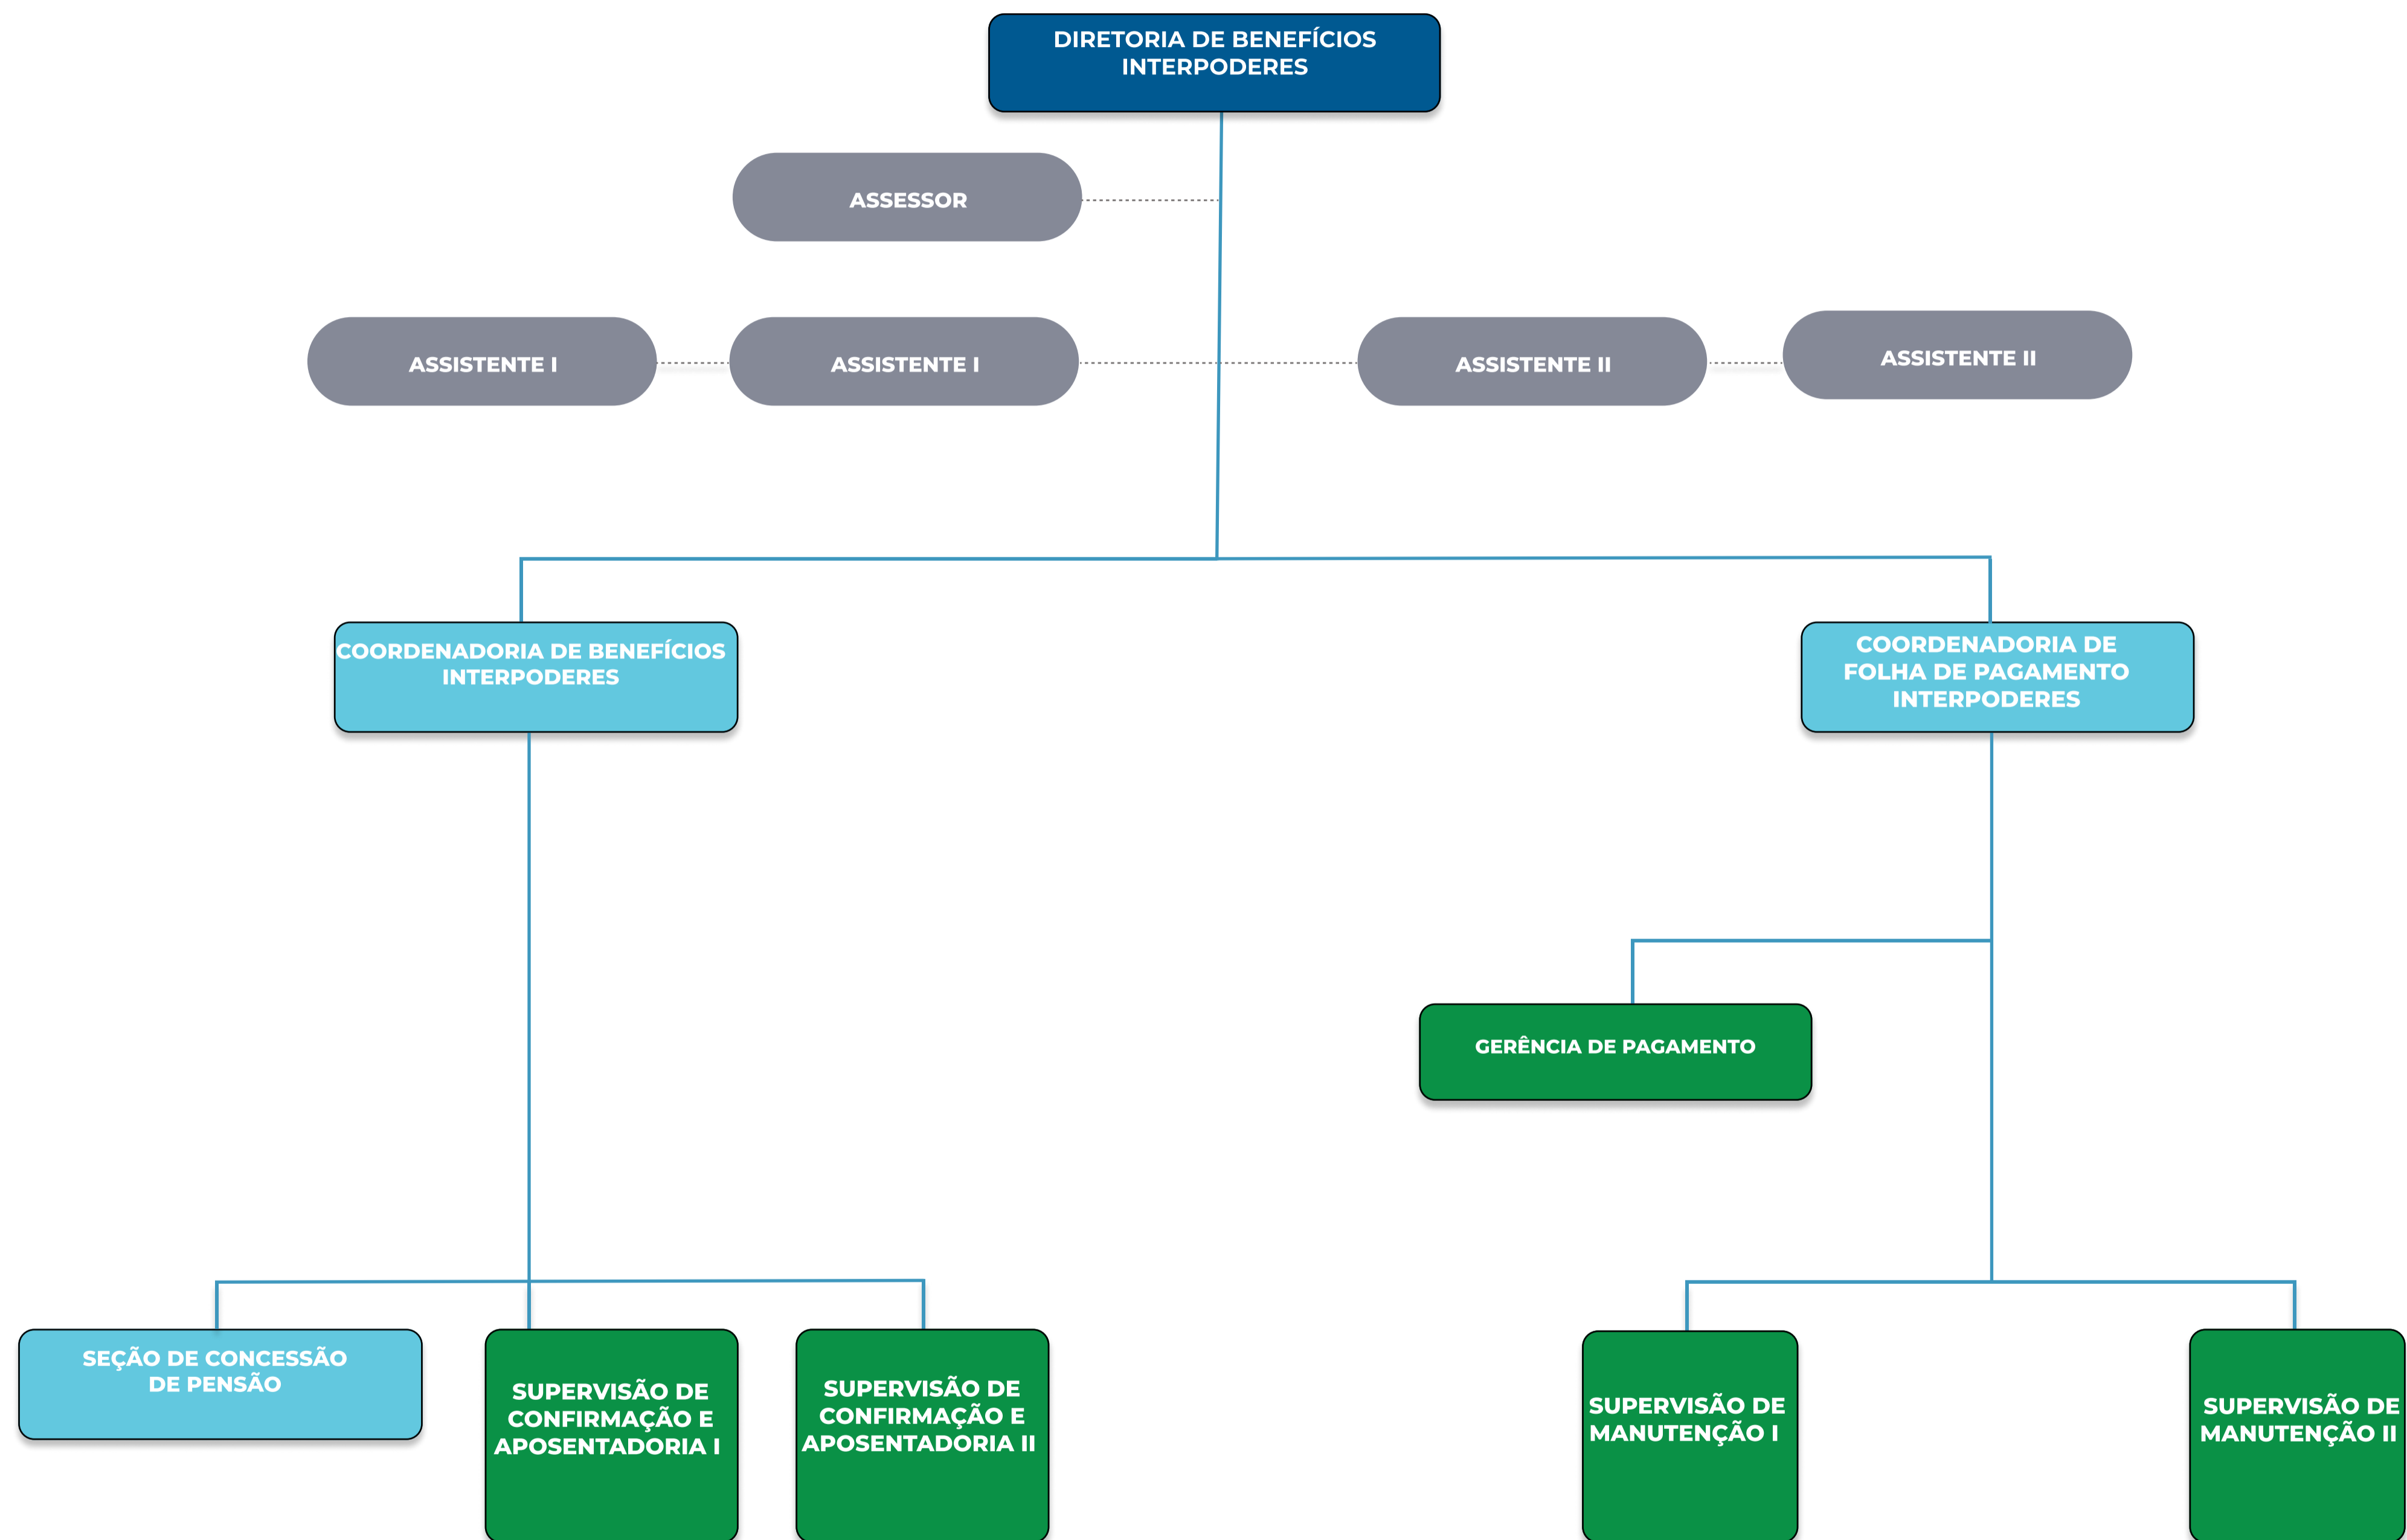 DIRETORIA DE BENEFÍCIOS
INTERPODERES
ASSESSOR
ASSISTENTE I
ASSISTENTE I
ASSISTENTE II
ASSISTENTE II
COORDENADORIA DE BENEFÍCIOS
INTERPODERES
COORDENADORIA DE
FOLHA DE PAGAMENTO
INTERPODERES
GERÊNCIA DE PAGAMENTO
SEÇÃO DE CONCESSÃO
DE PENSÃO
SUPERVISÃO DE
CONFIRMAÇÃO E
APOSENTADORIA I
SUPERVISÃO DE
CONFIRMAÇÃO E
APOSENTADORIA II
SUPERVISÃO DE
MANUTENÇÃO I
SUPERVISÃO DE
MANUTENÇÃO II